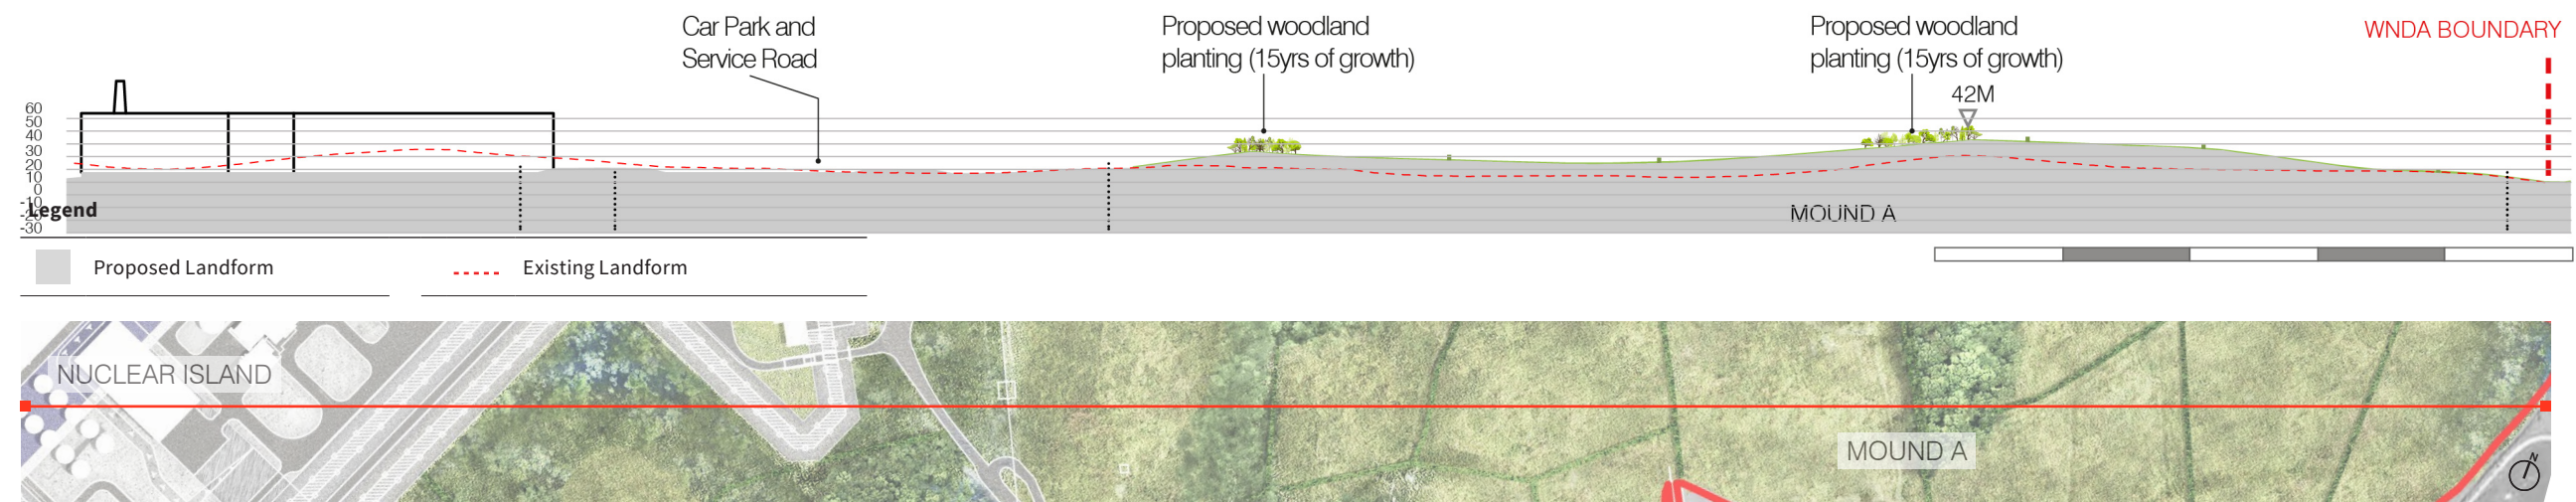 Car Park and
Service Road
Proposed woodland
planting (15yrs of growth)
Proposed woodland
planting (15yrs of growth)
42M
WNDA BOUNDARY
60
50
40
30
20
10
0
-10
-20
-30
MOUND A
Legend
Proposed Landform
Existing Landform
NUCLEAR ISLAND
MOUND A
N